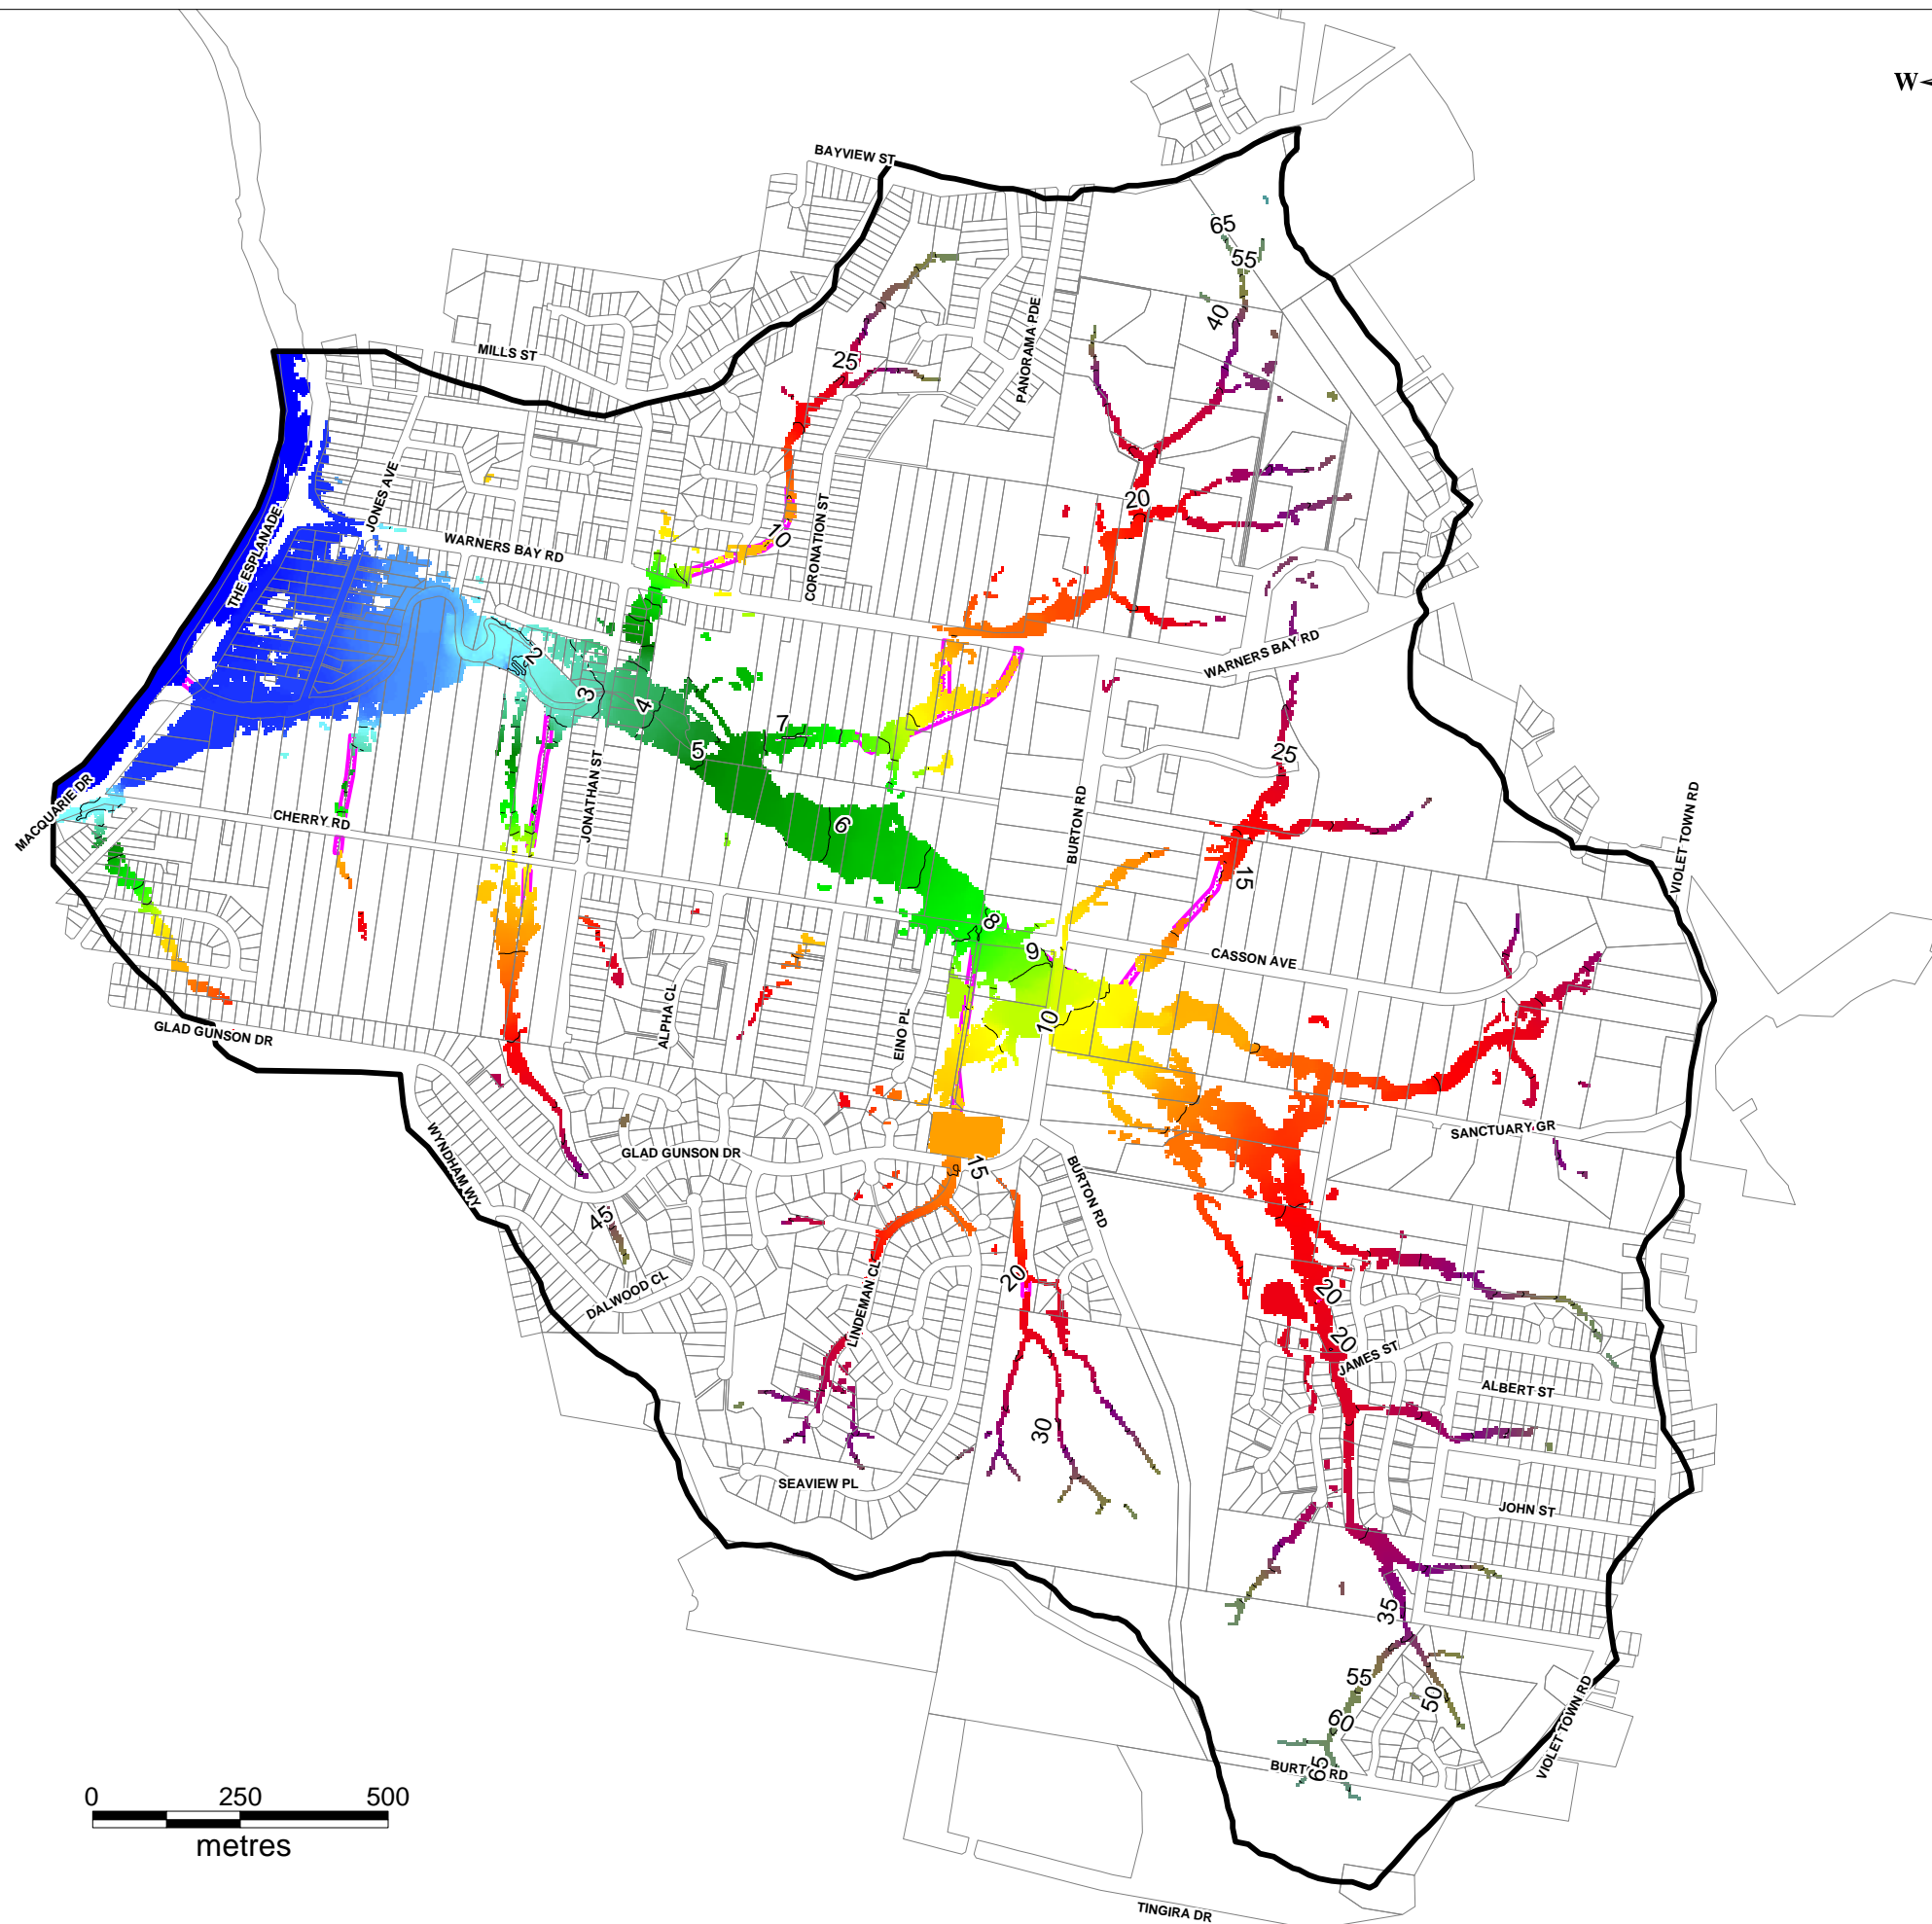 W
BAYVIEW ST
65
55
40
MILLS ST
PANORAMA PDE
25
JONES AVE
20
THE ESPLANADE
WARNERS BAY RD
10
CORONATION ST
2
WARNERS BAY RD
3
4
7
5
25
MACQUARIE DR
CHERRY RD
JONATHAN ST
6
BURTON RD
VIOLET TOWN RD
15
8
9
CASSON AVE
10
ALPHA CL
EINO PL
GLAD GUNSON DR
SANCTUARY GR
WYNDHAM WY
GLAD GUNSON DR
15
BURTON RD
45
DALWOOD CL
LINDEMAN CL
20
20
20
JAMES ST
ALBERT ST
30
SEAVIEW PL
JOHN ST
35
55
50
60
65
BURT RD
VIOLET TOWN RD
0 250 500
metres
TINGIRA DR